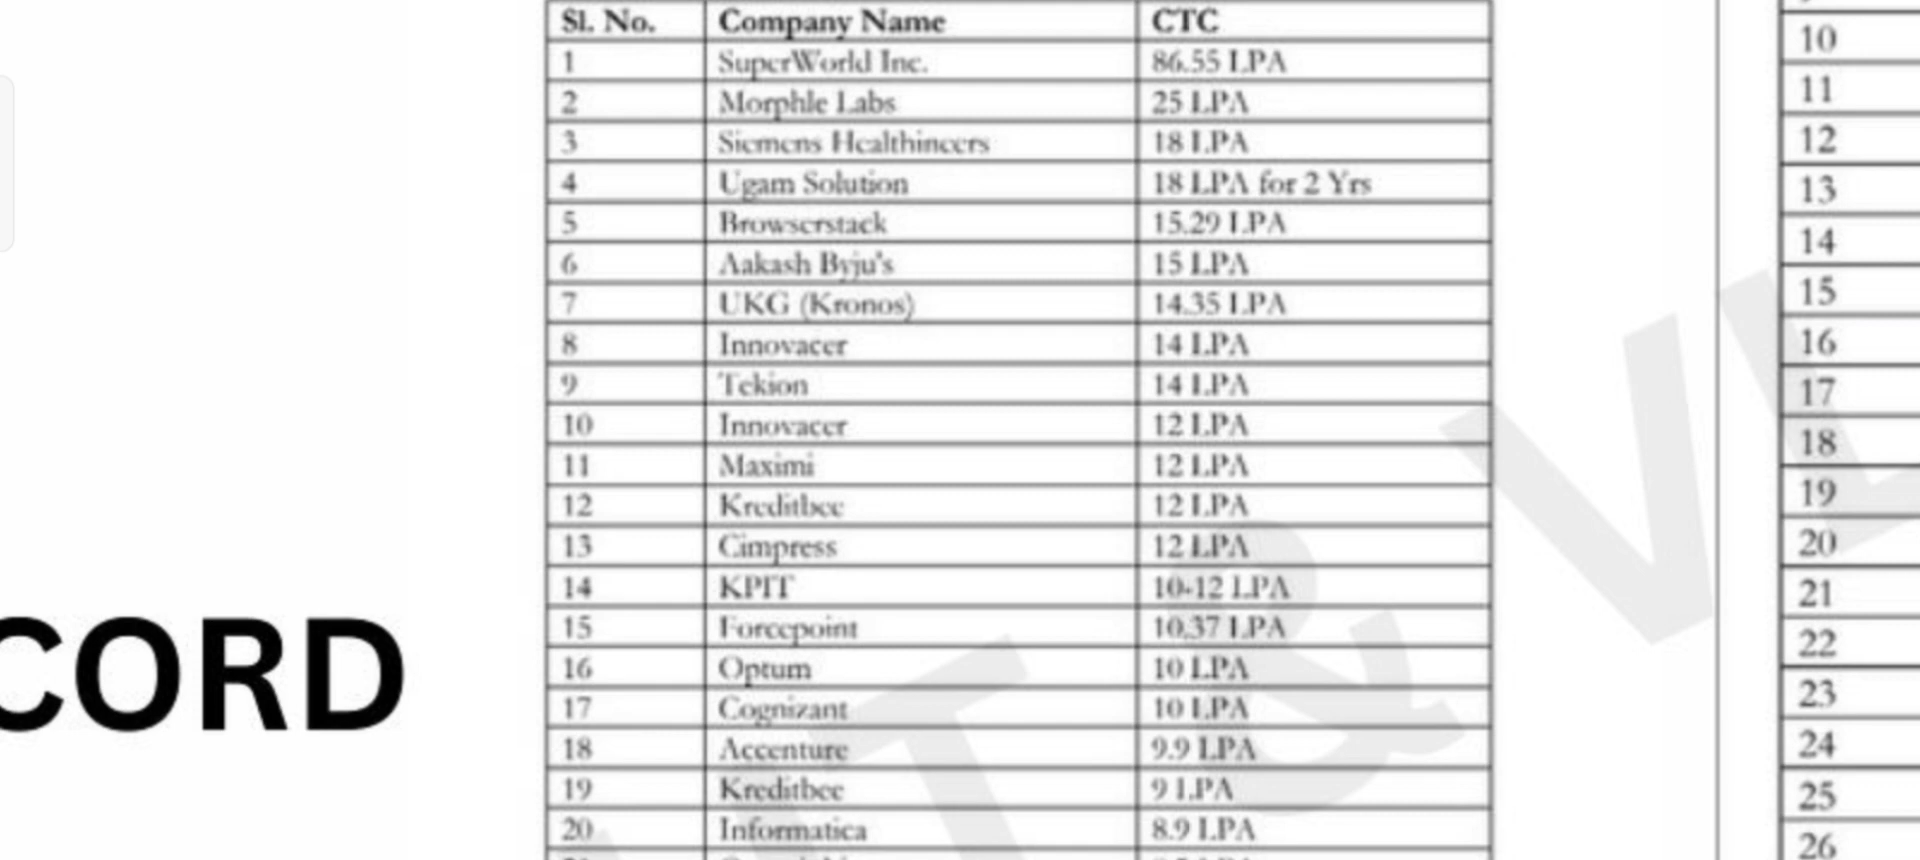 CORD
Sl. No. Company Name CTC
1 SuperWorld Inc. 86.55 LPA
2 Morphle Labs 25 LPA
3 Siemens Healthineers 18 LPA
4 Ugam Solution 18 LPA for 2 Yrs
5 Browserstack 15.29 LPA
6 Aakash Byju's 15 LPA
7 UKG (Kronos) 14.35 LPA
8 Innovacer 14 LPA
9 Tekion 14 LPA
10 Innovacer 12 LPA
11 Maximi 12 LPA
12 Kreditbee 12 LPA
13 Cimpress 12 LPA
14 KPIT 10-12 LPA
15 Forcepoint 10.37 LPA
16 Optum 10 LPA
17 Cognizant 10 LPA
18 Accenture 9.9 LPA
19 Kreditbee 9 LPA
20 Informatica 8.9 LPA
10
11
12
13
14
15
16
17
18
19
20
21
22
23
24
25
26